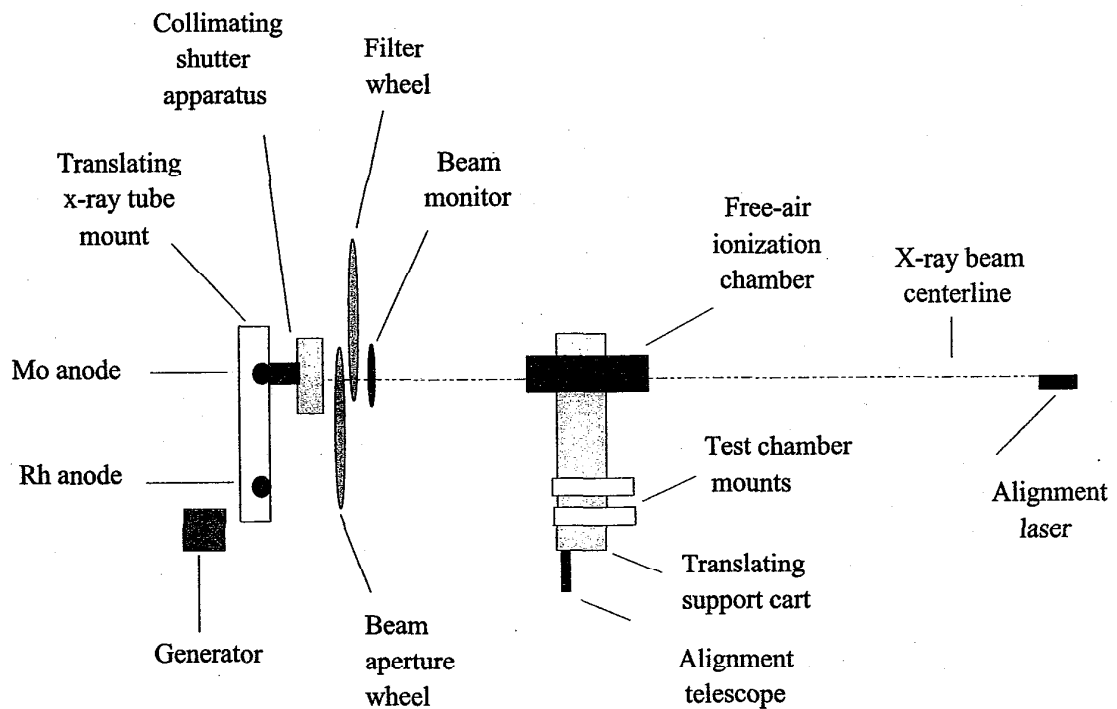 Collimating
shutter
apparatus
Filter
wheel
Translating
x-ray tube
mount
Beam
monitor
Free-air
ionization
chamber
X-ray beam
centerline
Mo anode
Rh anode
Test chamber
mounts
Alignment
laser
Translating
support cart
Generator
Beam
aperture
wheel
Alignment
telescope